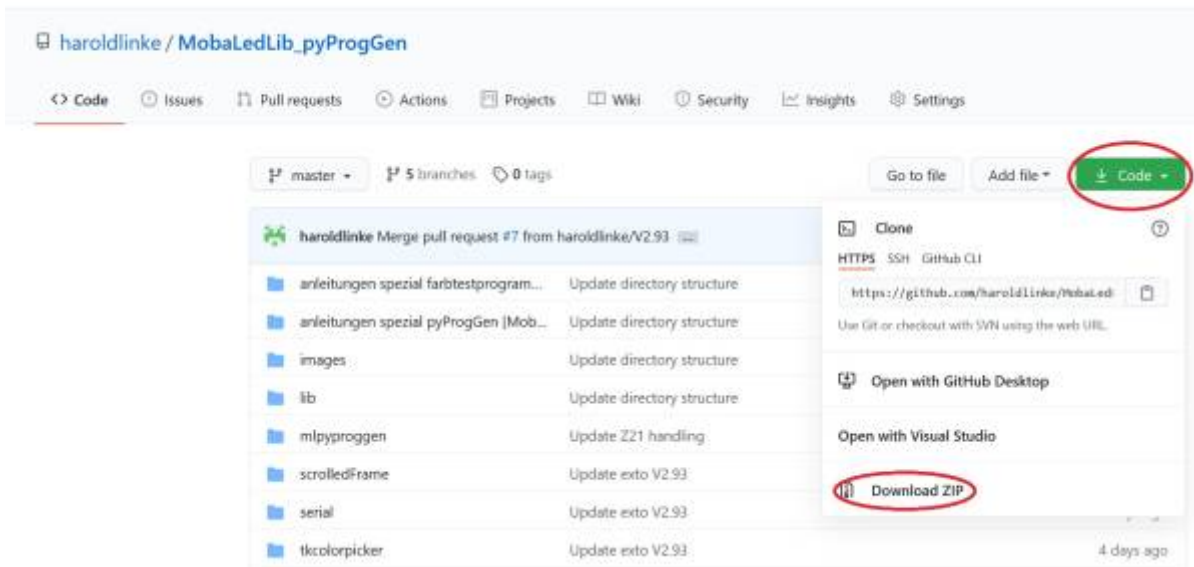 haroldlinke / MobaLedLib_pyProgGen
<> Code Issues Pull requests Actions Projects Wiki Security Insights Settings
master 5 branches 0 tags Go to file Add file Code
haroldlinke Merge pull request #7 from haroldlinke/V2.93 ...
Clone
HTTPS SSH GitHub CLI
anleitungen spezial farbtestprogram... Update directory structure
https://github.com/haroldlinke/MobaLed
anleitungen spezial pyProgGen [Mob... Update directory structure
Use Git or checkout with SVN using the web URL.
images Update directory structure
Open with GitHub Desktop
lib Update directory structure
mlpyproggen Update Z21 handling
Open with Visual Studio
scrolledFrame Update exto V2.93
Download ZIP
serial Update exto V2.93
tkcolorpicker Update exto V2.93 4 days ago